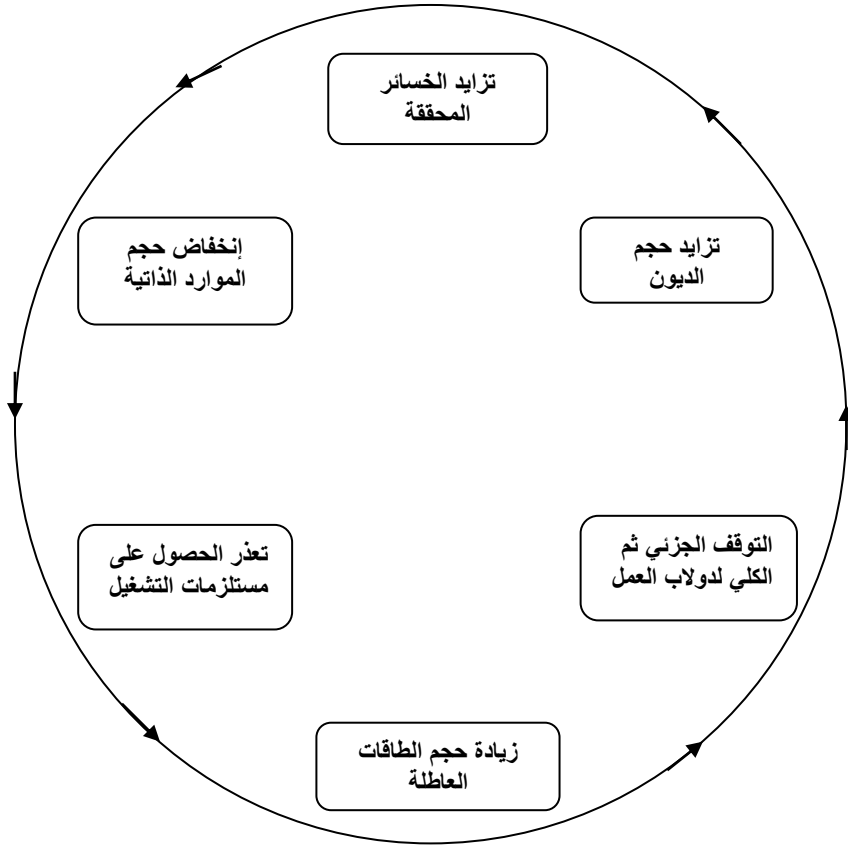 تزايد الخسائر
المحققة
تزايد حجم
الديون
إنخفاض حجم
الموارد الذاتية
التوقف الجزئي ثم
الكلي لدولاب العمل
تعذر الحصول على
مستلزمات التشغيل
زيادة حجم الطاقات
العاطلة